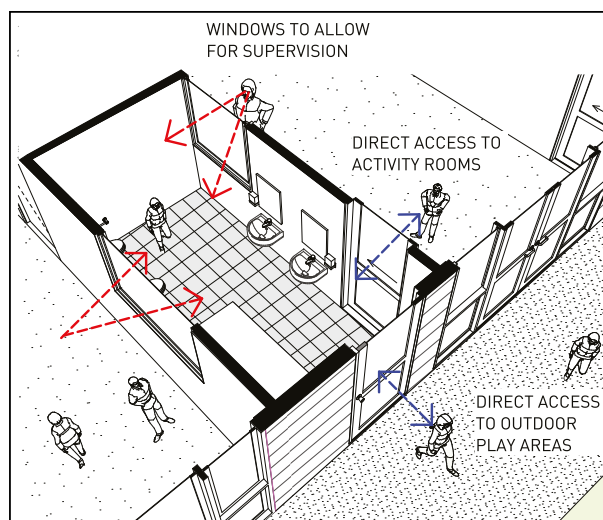 WINDOWS TO ALLOW
FOR SUPERVISION
DIRECT ACCESS TO
ACTIVITY ROOMS
DIRECT ACCESS
TO OUTDOOR
PLAY AREAS